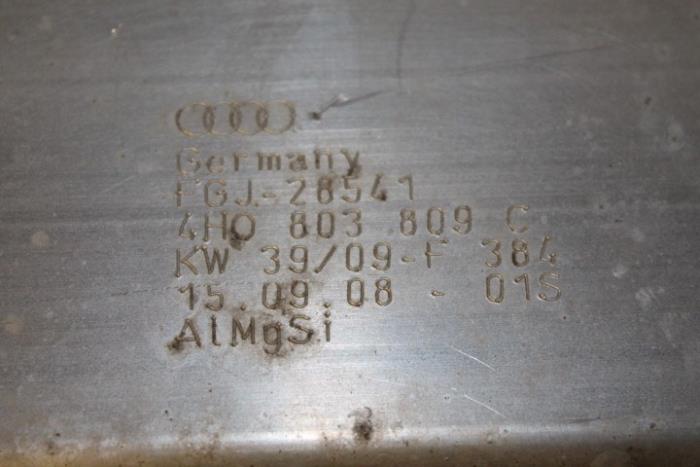 Germany
FGJ-28541
4H0 803 809 C
KW 39/09-F 384
15.09.08 - 01S
AlMgSi